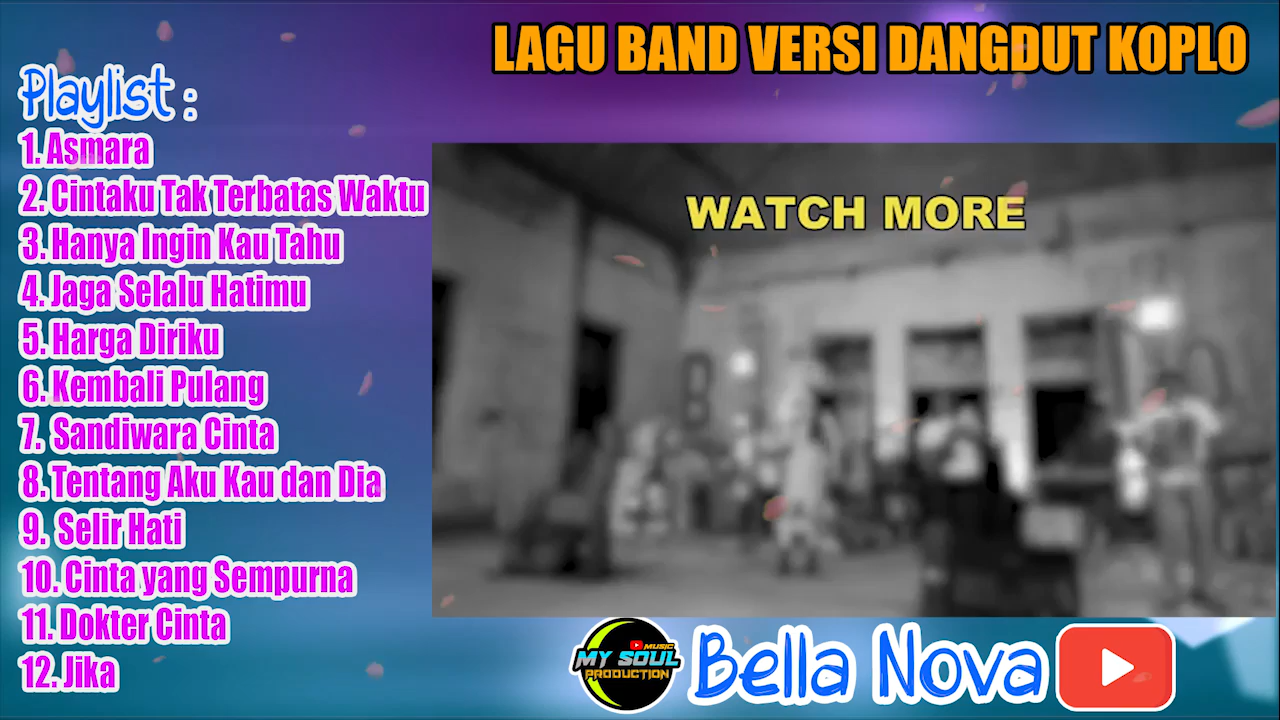 LAGU BAND VERSI DANGDUT KOPLO
Playlist :
1. Asmara
2. Cintaku Tak Terbatas Waktu
3. Hanya Ingin Kau Tahu
4. Jaga Selalu Hatimu
5. Harga Diriku
6. Kembali Pulang
7. Sandiwara Cinta
8. Tentang Aku Kau dan Dia
9. Selir Hati
10. Cinta yang Sempurna
11. Dokter Cinta
12. Jika
WATCH MORE
MUSIC
MY SOUL
PRODUCTION
Bella Nova